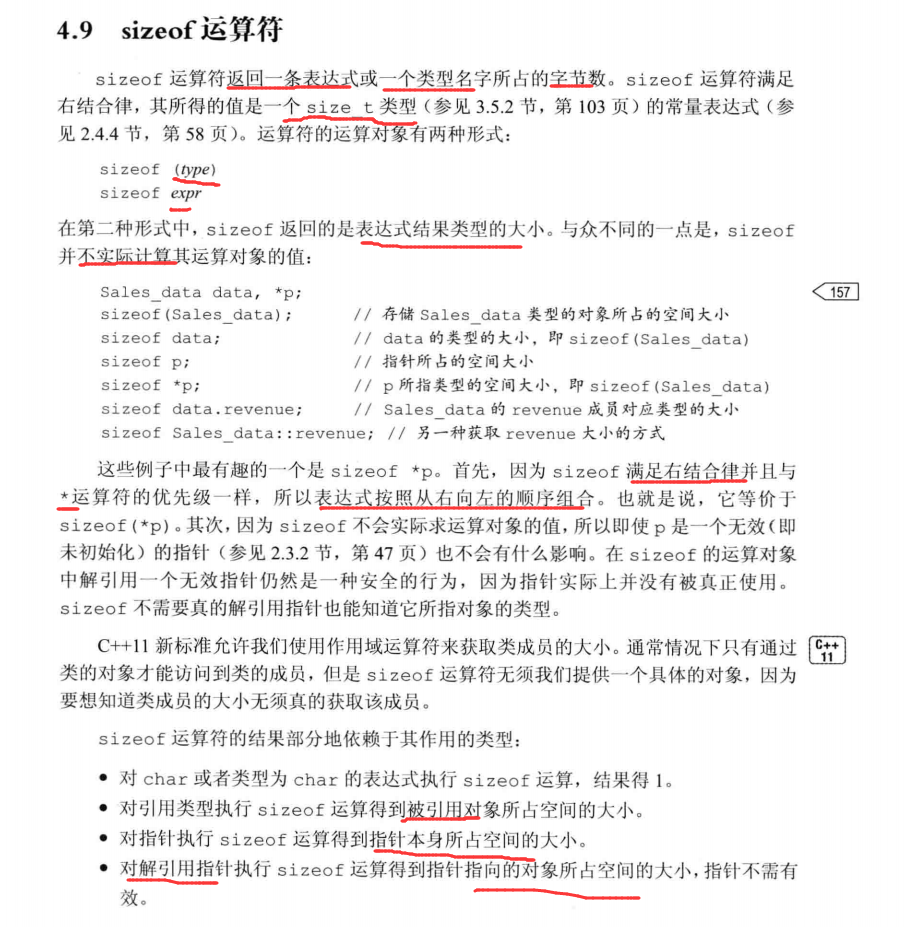 4.9 sizeof 运算符
sizeof 运算符返回一条表达式或一个类型名字所占的字节数。sizeof 运算符满足
右结合律，其所得的值是一个 size_t 类型（参见 3.5.2 节，第 103 页）的常量表达式（参
见 2.4.4 节，第 58 页）。运算符的运算对象有两种形式：
sizeof (type)
sizeof expr
在第二种形式中，sizeof 返回的是表达式结果类型的大小。与众不同的一点是，sizeof
并不实际计算其运算对象的值：
Sales_data data, *p;
157
sizeof(Sales_data); // 存储 Sales_data 类型的对象所占的空间大小
sizeof data; // data 的类型的大小，即 sizeof(Sales_data)
sizeof p; // 指针所占的空间大小
sizeof *p; // p 所指类型的空间大小，即 sizeof(Sales_data)
sizeof data.revenue; // Sales_data 的 revenue 成员对应类型的大小
sizeof Sales_data::revenue; // 另一种获取 revenue 大小的方式
这些例子中最有趣的一个是 sizeof *p。首先，因为 sizeof 满足右结合律并且与
*运算符的优先级一样，所以表达式按照从右向左的顺序组合。也就是说，它等价于
sizeof(*p)。其次，因为 sizeof 不会实际求运算对象的值，所以即使 p 是一个无效（即
未初始化）的指针（参见 2.3.2 节，第 47 页）也不会有什么影响。在 sizeof 的运算对象
中解引用一个无效指针仍然是一种安全的行为，因为指针实际上并没有被真正使用。
sizeof 不需要真的解引用指针也能知道它所指对象的类型。
C++11 新标准允许我们使用作用域运算符来获取类成员的大小。通常情况下只有通过
C++
11
类的对象才能访问到类的成员，但是 sizeof 运算符无须我们提供一个具体的对象，因为
要想知道类成员的大小无须真的获取该成员。
sizeof 运算符的结果部分地依赖于其作用的类型：
● 对 char 或者类型为 char 的表达式执行 sizeof 运算，结果得 1。
● 对引用类型执行 sizeof 运算得到被引用对象所占空间的大小。
● 对指针执行 sizeof 运算得到指针本身所占空间的大小。
● 对解引用指针执行 sizeof 运算得到指针指向的对象所占空间的大小，指针不需有
效。